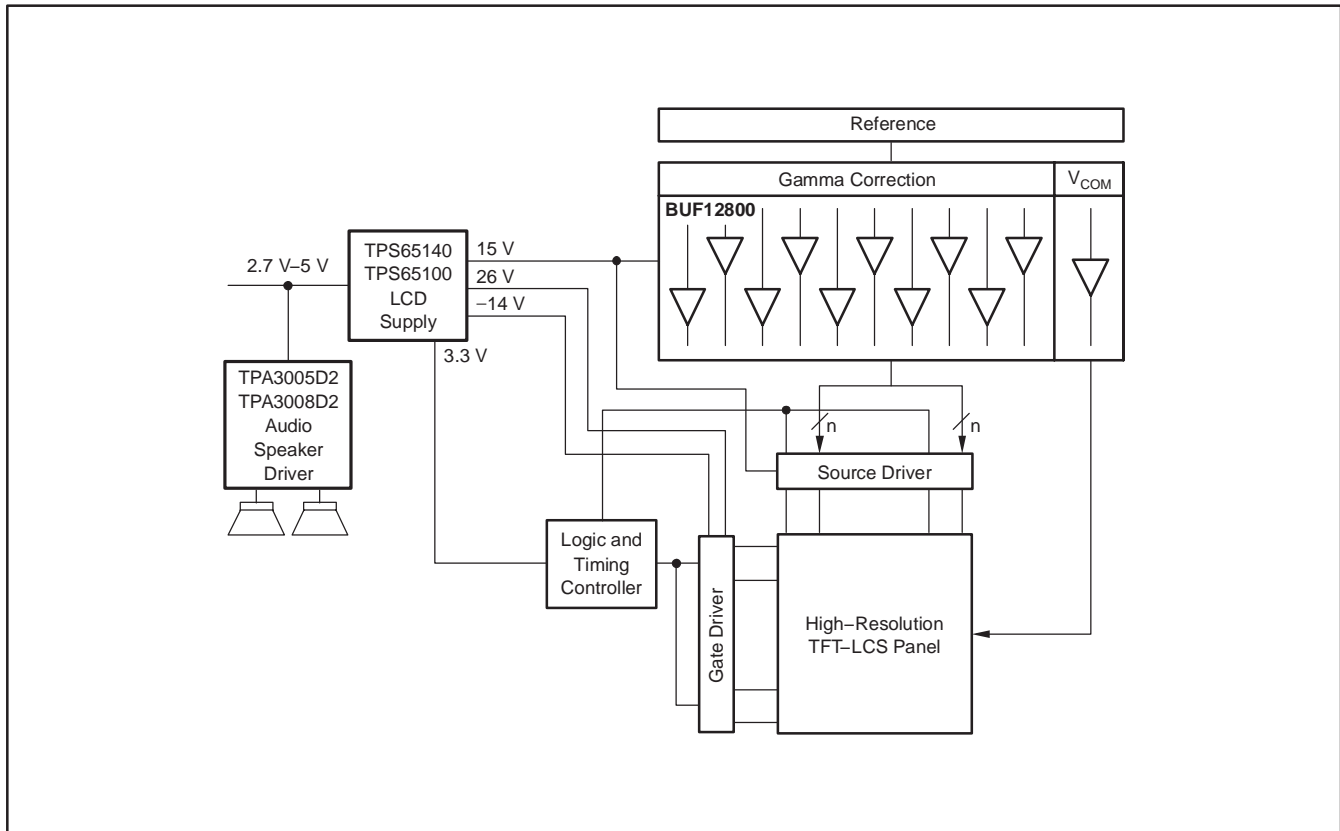 Reference
Gamma Correction
V_COM
BUF12800
TPS65140
TPS65100
LCD
Supply
15 V
26 V
−14 V
3.3 V
2.7 V–5 V
TPA3005D2
TPA3008D2
Audio
Speaker
Driver
n
n
Source Driver
Logic and
Timing
Controller
Gate Driver
High−Resolution
TFT−LCS Panel